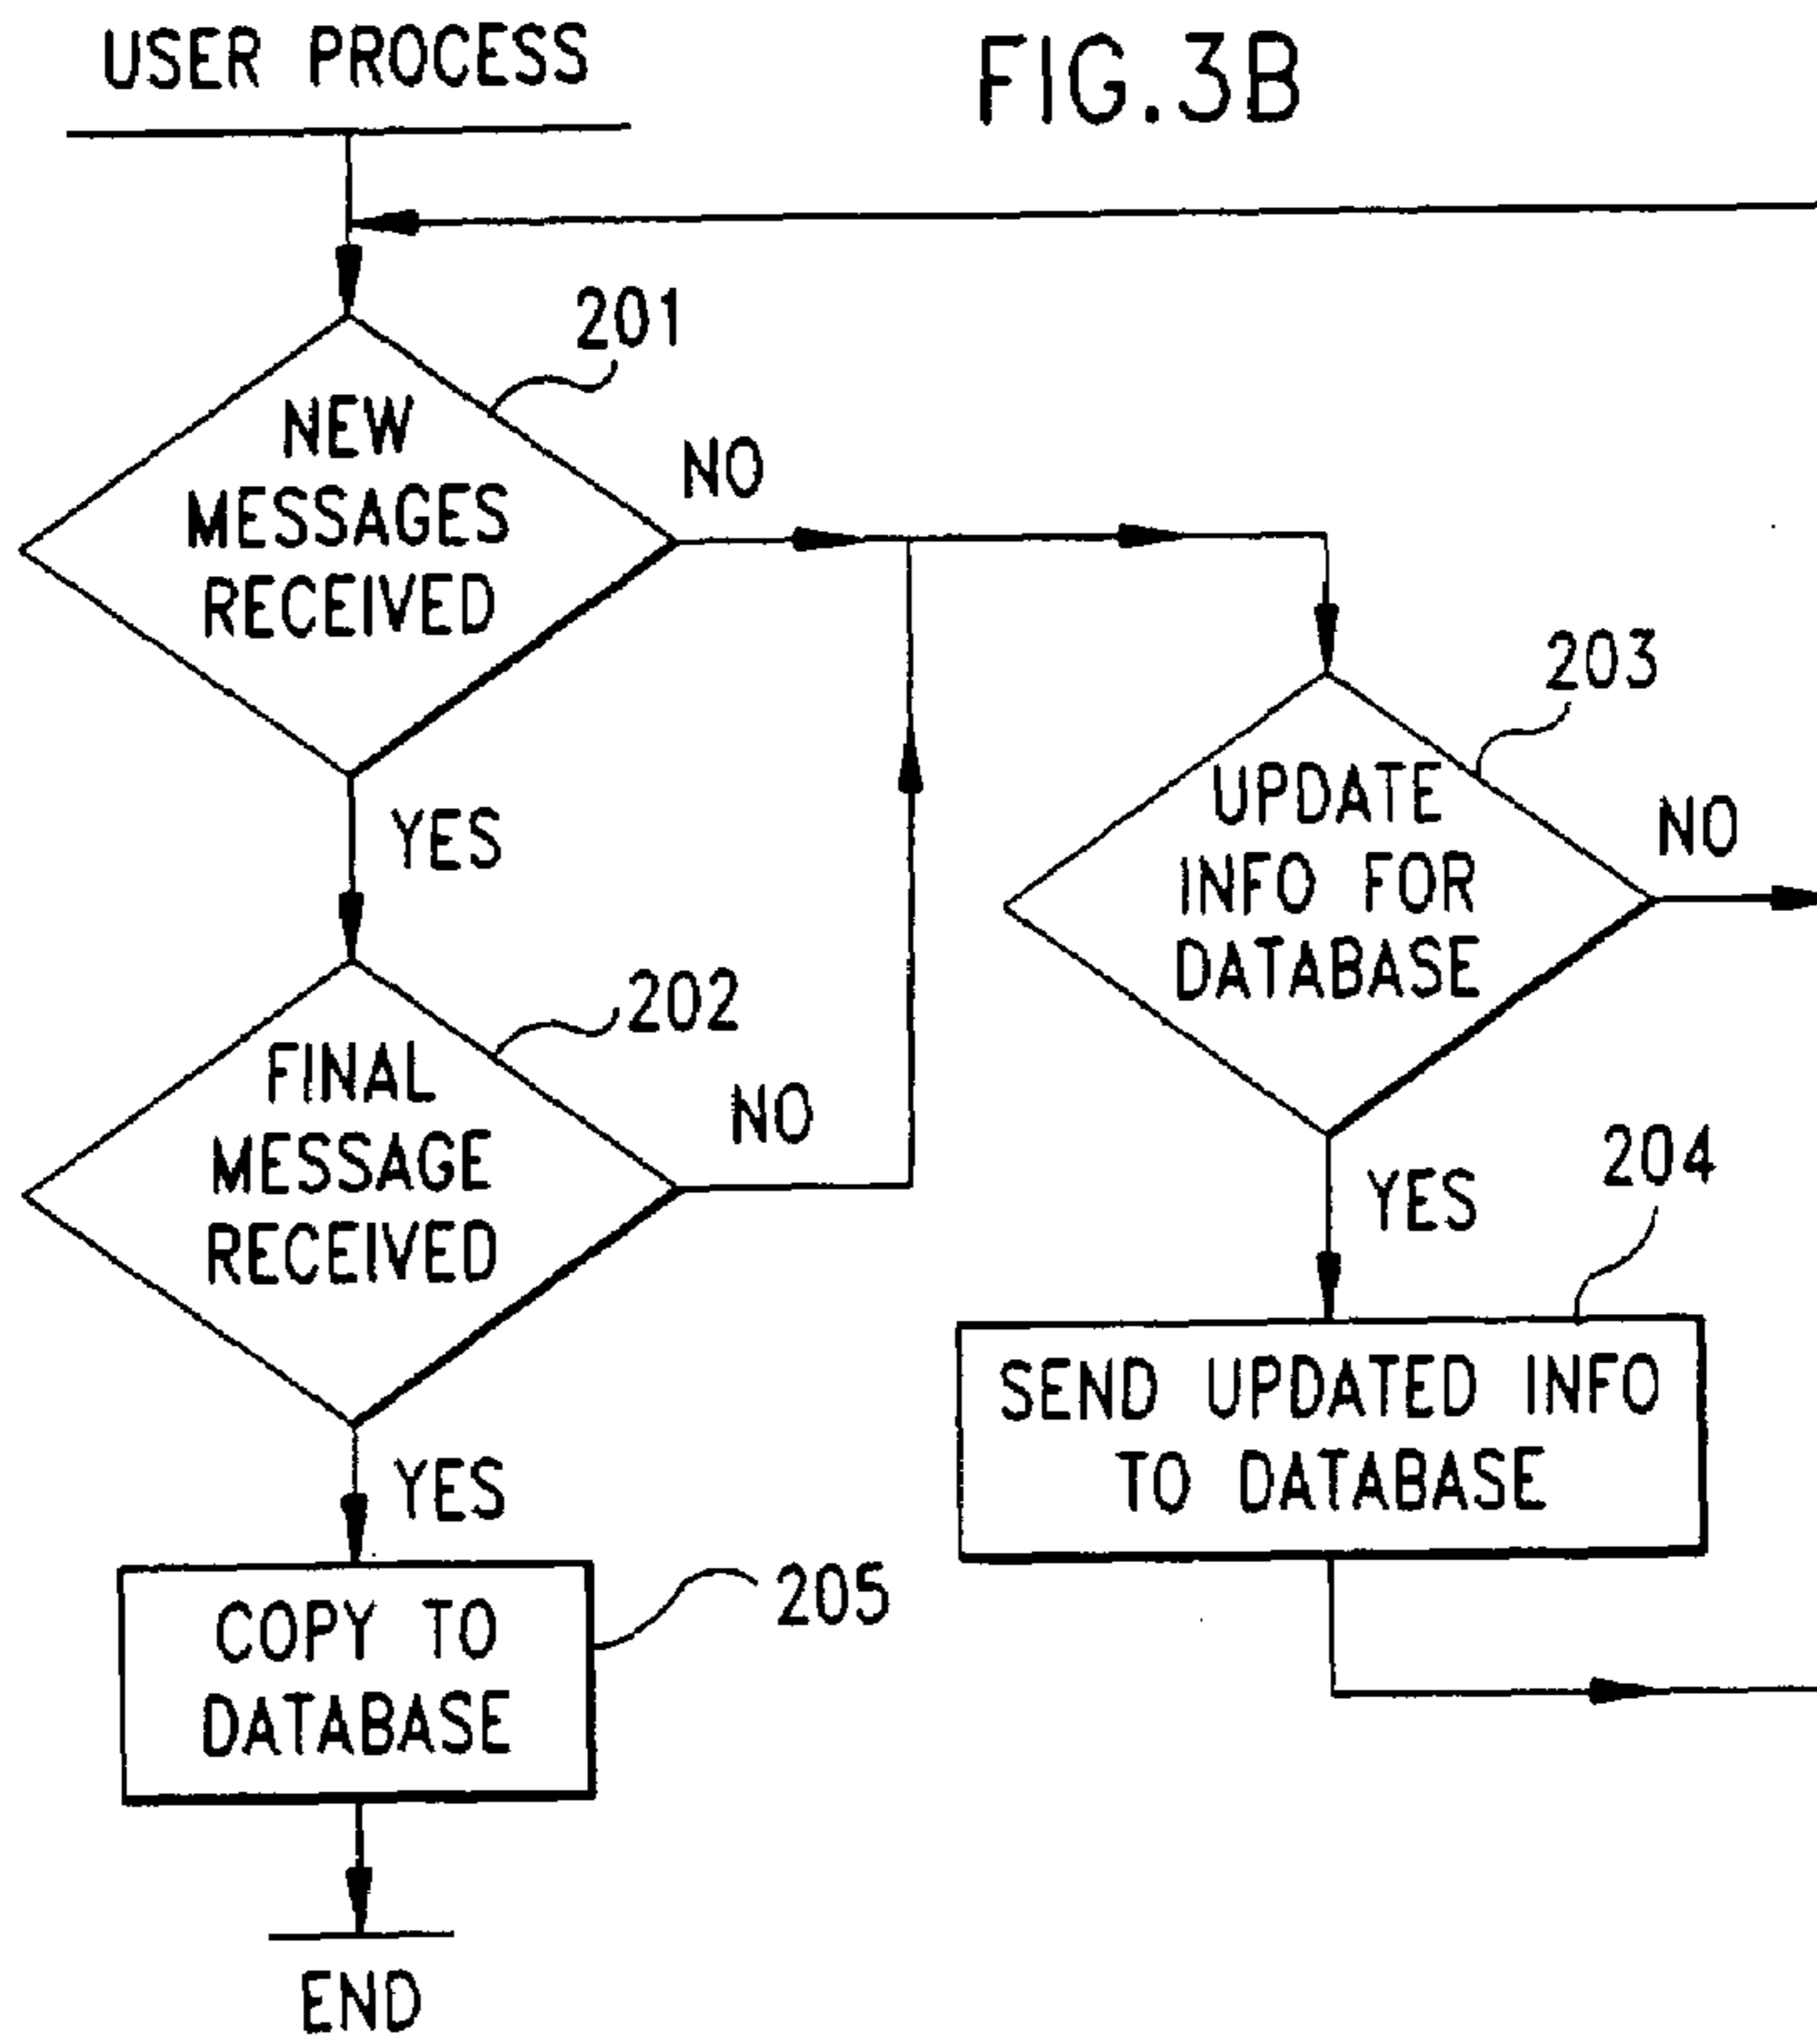 USER PROCESS
FIG.3B
201
NEW
MESSAGES
RECEIVED
NO
YES
202
FINAL
MESSAGE
RECEIVED
NO
YES
205
COPY TO
DATABASE
END
203
UPDATE
INFO FOR
DATABASE
NO
YES
204
SEND UPDATED INFO
TO DATABASE